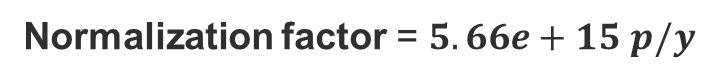 Normalization factor = 5.66e + 15 p/y